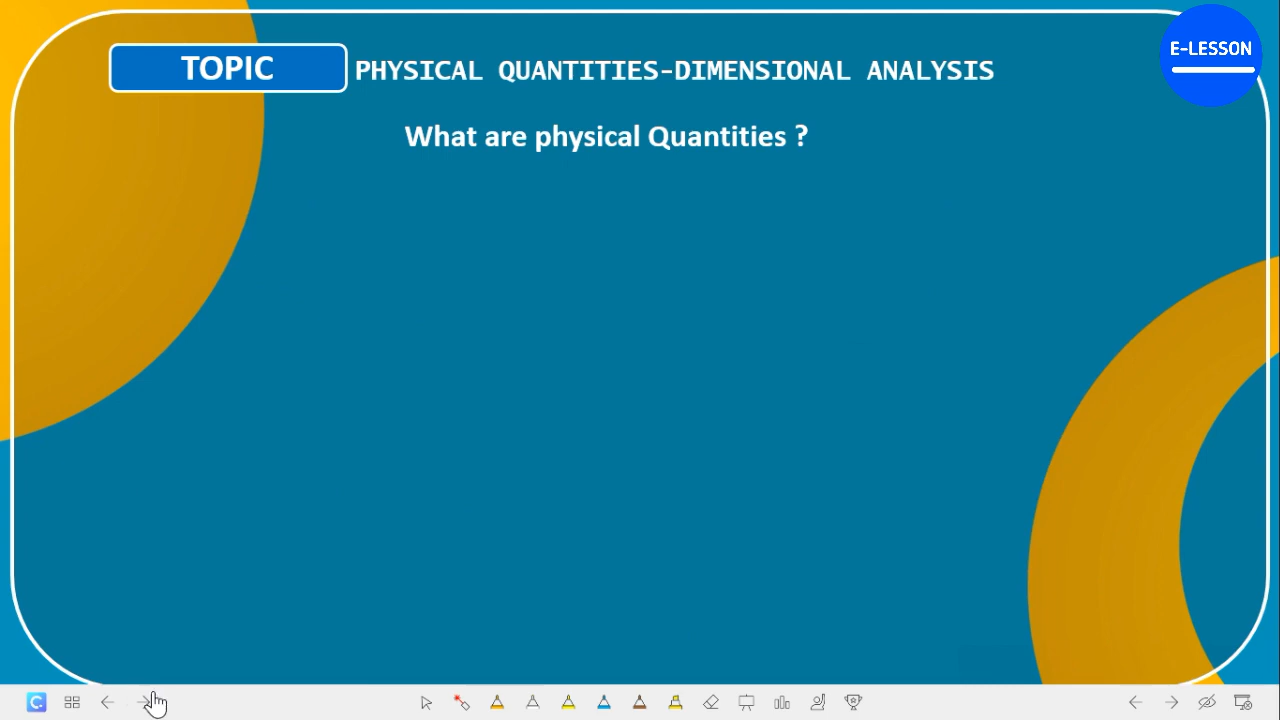 TOPIC PHYSICAL QUANTITIES-DIMENSIONAL ANALYSIS
E-LESSON
What are physical Quantities ?